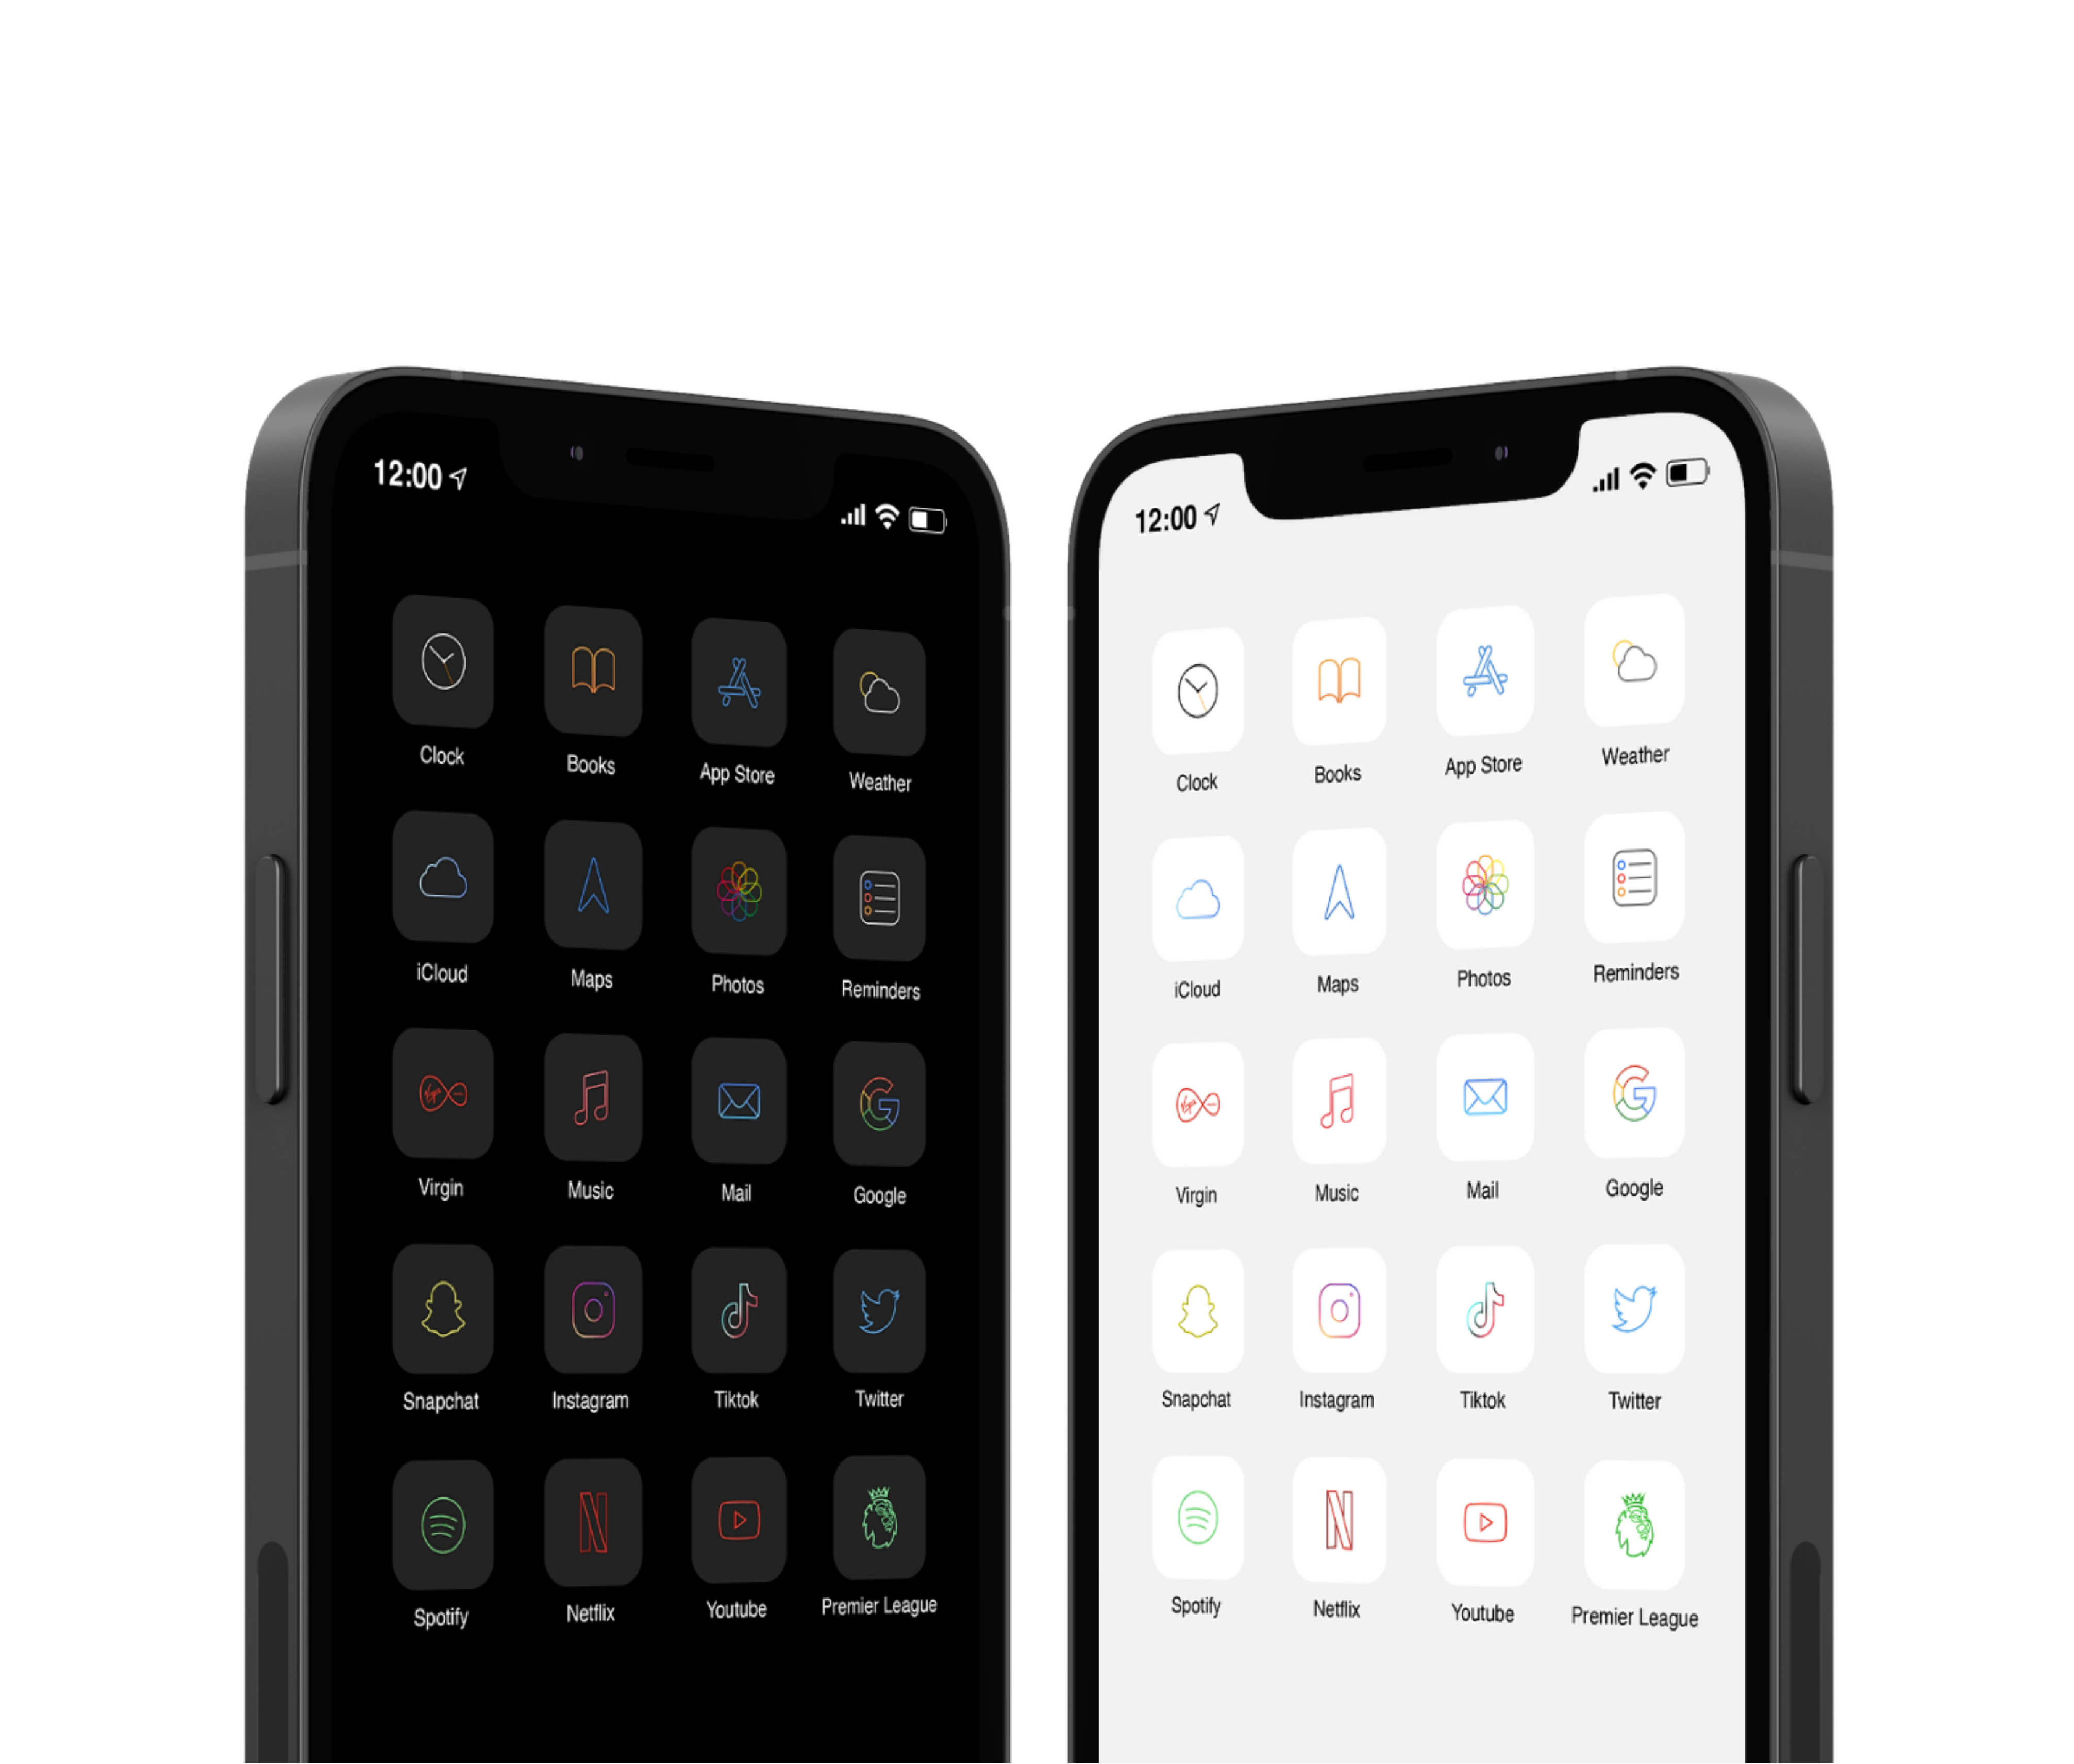 12:00
Clock Books App Store Weather
iCloud Maps Photos Reminders
Virgin Music Mail Google
Snapchat Instagram Tiktok Twitter
Spotify Netflix Youtube Premier League
12:00
Clock Books App Store Weather
iCloud Maps Photos Reminders
Virgin Music Mail Google
Snapchat Instagram Tiktok Twitter
Spotify Netflix Youtube Premier League